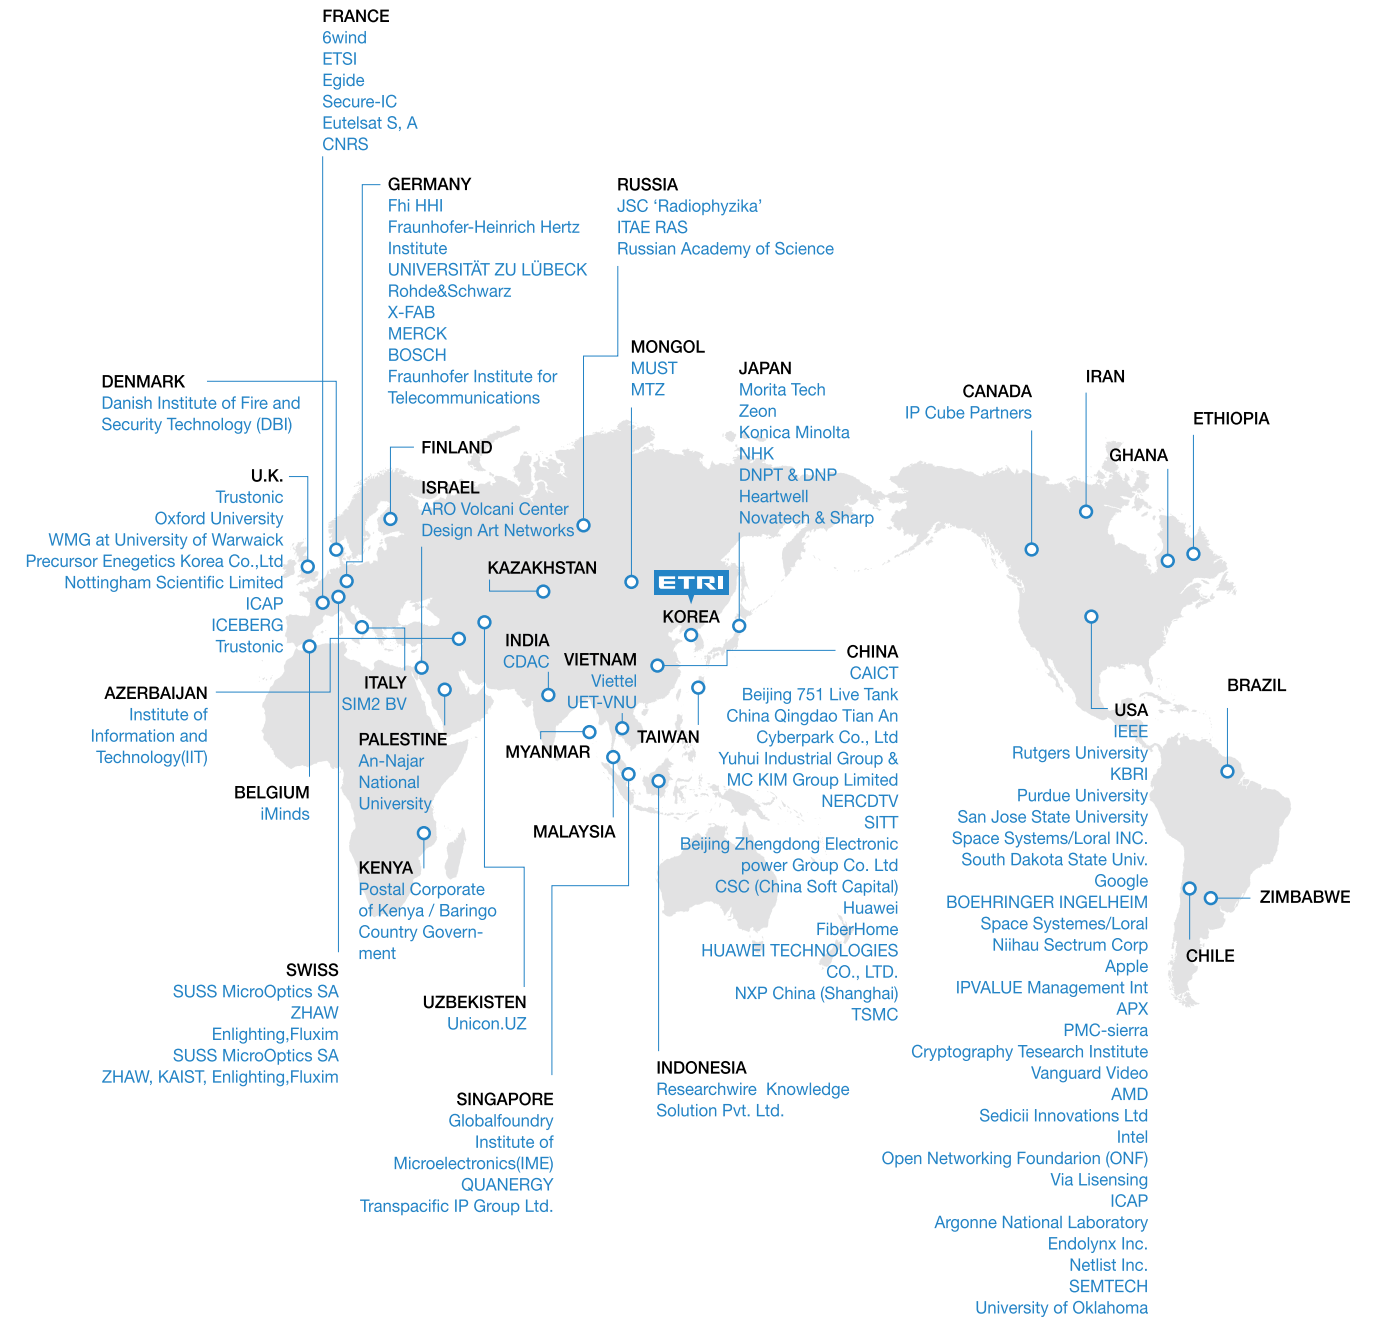 FRANCE
6wind
ETSI
Egide
Secure-IC
Eutelsat S, A
CNRS
GERMANY
Fhi HHI
Fraunhofer-Heinrich Hertz
Institute
UNIVERSITÄT ZU LÜBECK
Rohde&Schwarz
X-FAB
MERCK
BOSCH
Fraunhofer Institute for
Telecommunications
RUSSIA
JSC ‘Radiophyzika’
ITAE RAS
Russian Academy of Science
MONGOL
MUST
MTZ
JAPAN
Morita Tech
Zeon
Konica Minolta
NHK
DNPT & DNP
Heartwell
Novatech & Sharp
CANADA
IP Cube Partners
IRAN
ETHIOPIA
GHANA
DENMARK
Danish Institute of Fire and
Security Technology (DBI)
FINLAND
U.K.
Trustonic
Oxford University
WMG at University of Warwaick
Precursor Enegetics Korea Co.,Ltd
Nottingham Scientific Limited
ICAP
ICEBERG
Trustonic
ISRAEL
ARO Volcani Center
Design Art Networks
KAZAKHSTAN
ETRI
KOREA
INDIA
CDAC
VIETNAM
Viettel
UET-VNU
AZERBAIJAN
Institute of
Information and
Technology(IIT)
ITALY
SIM2 BV
PALESTINE
An-Najar
National
University
MYANMAR
TAIWAN
BELGIUM
iMinds
MALAYSIA
KENYA
Postal Corporate
of Kenya / Baringo
Country Govern-
ment
CHINA
CAICT
Beijing 751 Live Tank
China Qingdao Tian An
Cyberpark Co., Ltd
Yuhui Industrial Group &
MC KIM Group Limited
NERCDTV
SITT
Beijing Zhengdong Electronic
power Group Co. Ltd
CSC (China Soft Capital)
Huawei
FiberHome
HUAWEI TECHNOLOGIES
CO., LTD.
NXP China (Shanghai)
TSMC
USA
IEEE
Rutgers University
KBRI
Purdue University
San Jose State University
Space Systems/Loral INC.
South Dakota State Univ.
Google
BOEHRINGER INGELHEIM
Space Systemes/Loral
Niihau Sectrum Corp
Apple
IPVALUE Management Int
APX
PMC-sierra
Cryptography Tesearch Institute
Vanguard Video
AMD
Sedicii Innovations Ltd
Intel
Open Networking Foundarion (ONF)
Via Lisensing
ICAP
Argonne National Laboratory
Endolynx Inc.
Netlist Inc.
SEMTECH
University of Oklahoma
BRAZIL
ZIMBABWE
CHILE
SWISS
SUSS MicroOptics SA
ZHAW
Enlighting,Fluxim
SUSS MicroOptics SA
ZHAW, KAIST, Enlighting,Fluxim
UZBEKISTEN
Unicon.UZ
SINGAPORE
Globalfoundry
Institute of
Microelectronics(IME)
QUANERGY
Transpacific IP Group Ltd.
INDONESIA
Researchwire Knowledge
Solution Pvt. Ltd.